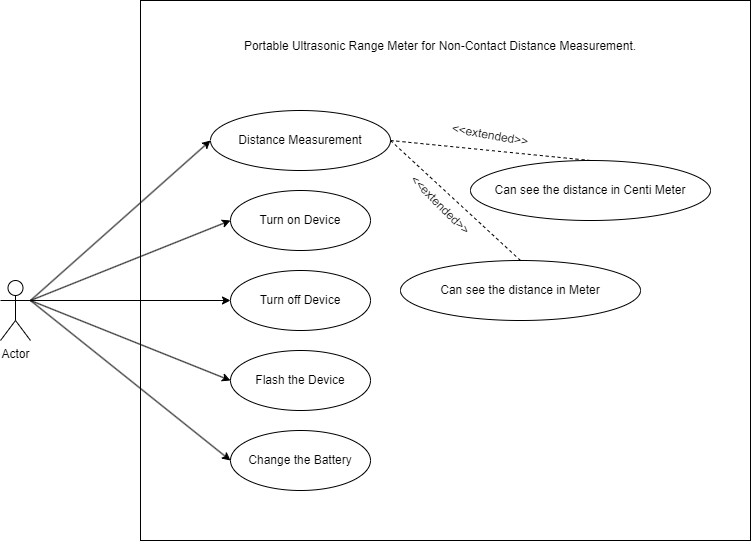 Portable Ultrasonic Range Meter for Non-Contact Distance Measurement.
Distance Measurement
<<extended>>
Can see the distance in Centi Meter
<<extended>>
Turn on Device
Can see the distance in Meter
Turn off Device
Actor
Flash the Device
Change the Battery